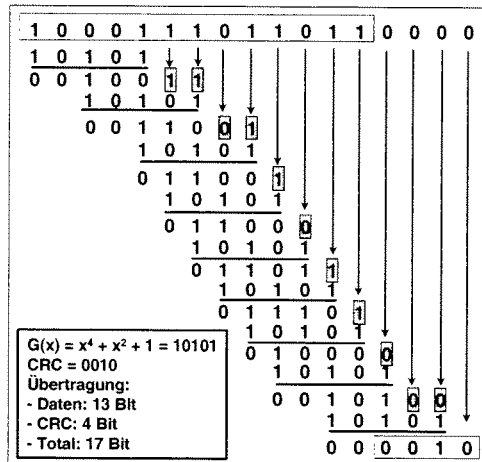 1 0 0 0 1 1 1 0 1 1 0 1 1 0 0 0 0
1 0 1 0 1
0 0 1 0 0 1 1
1 0 1 0 1
0 0 1 1 0 0 1
1 0 1 0 1
0 1 1 0 0 1
1 0 1 0 1
0 1 1 0 0 0
1 0 1 0 1
0 1 1 0 1 1
1 0 1 0 1
0 1 1 1 0 1
1 0 1 0 1
0 1 0 0 0 0
1 0 1 0 1
0 0 1 0 1 0 0
1 0 1 0 1
0 0 0 0 1 0
G(x) = x⁴ + x² + 1 = 10101
CRC = 0010
Übertragung:
- Daten: 13 Bit
- CRC: 4 Bit
- Total: 17 Bit